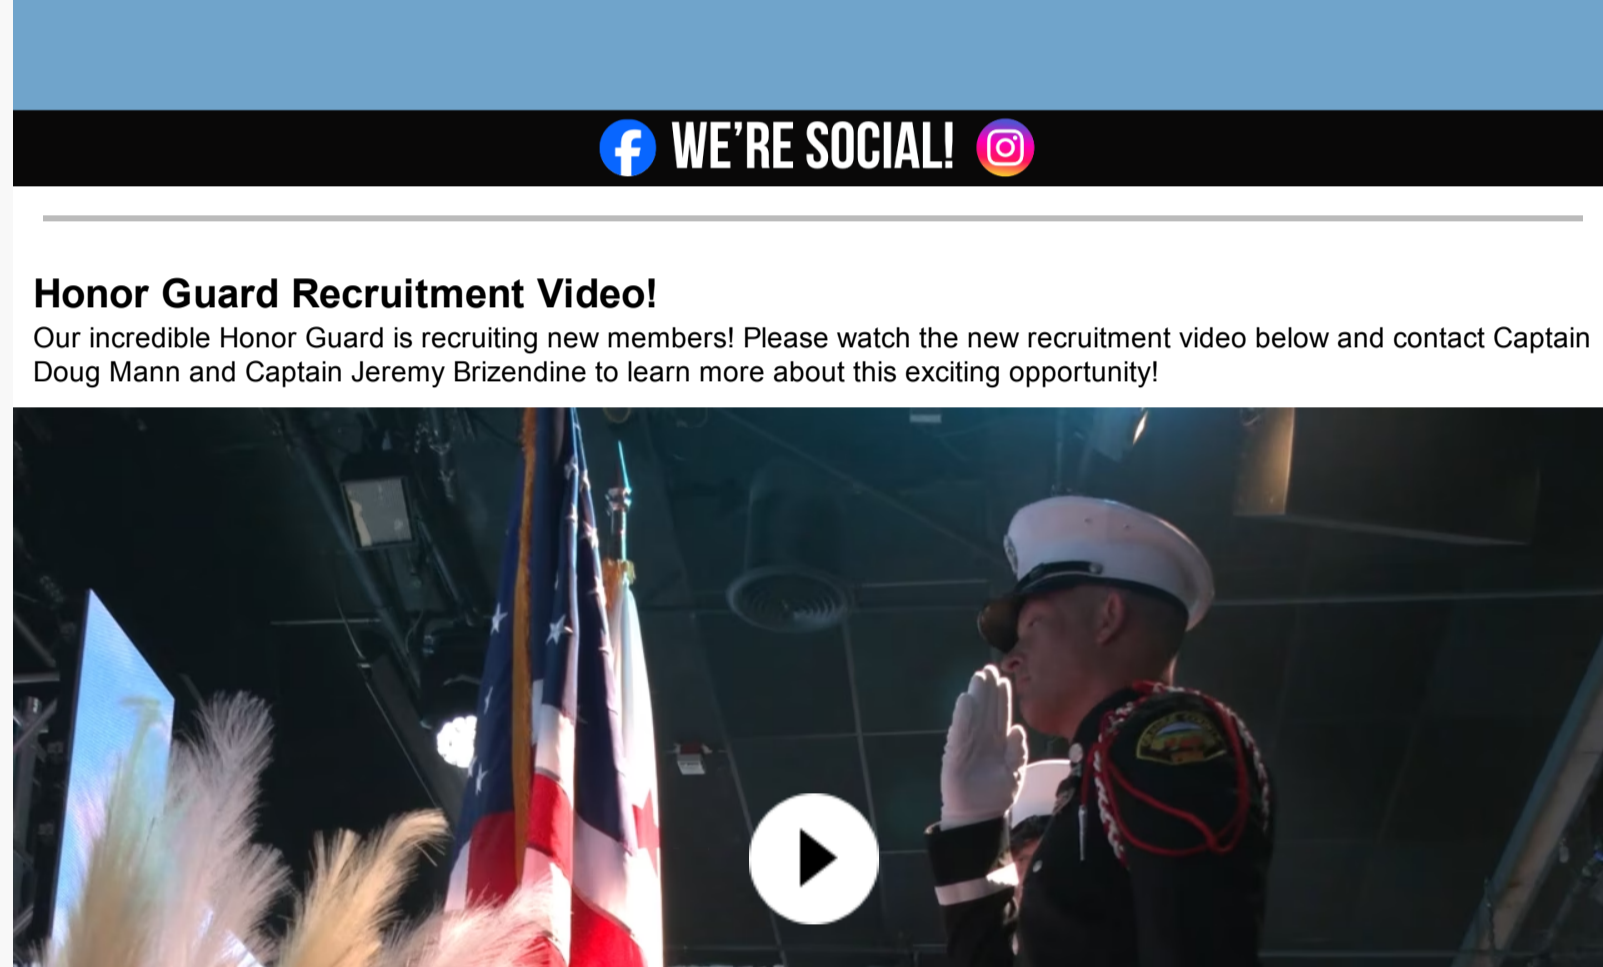 WE'RE SOCIAL!
Honor Guard Recruitment Video!
Our incredible Honor Guard is recruiting new members! Please watch the new recruitment video below and contact Captain
Doug Mann and Captain Jeremy Brizendine to learn more about this exciting opportunity!